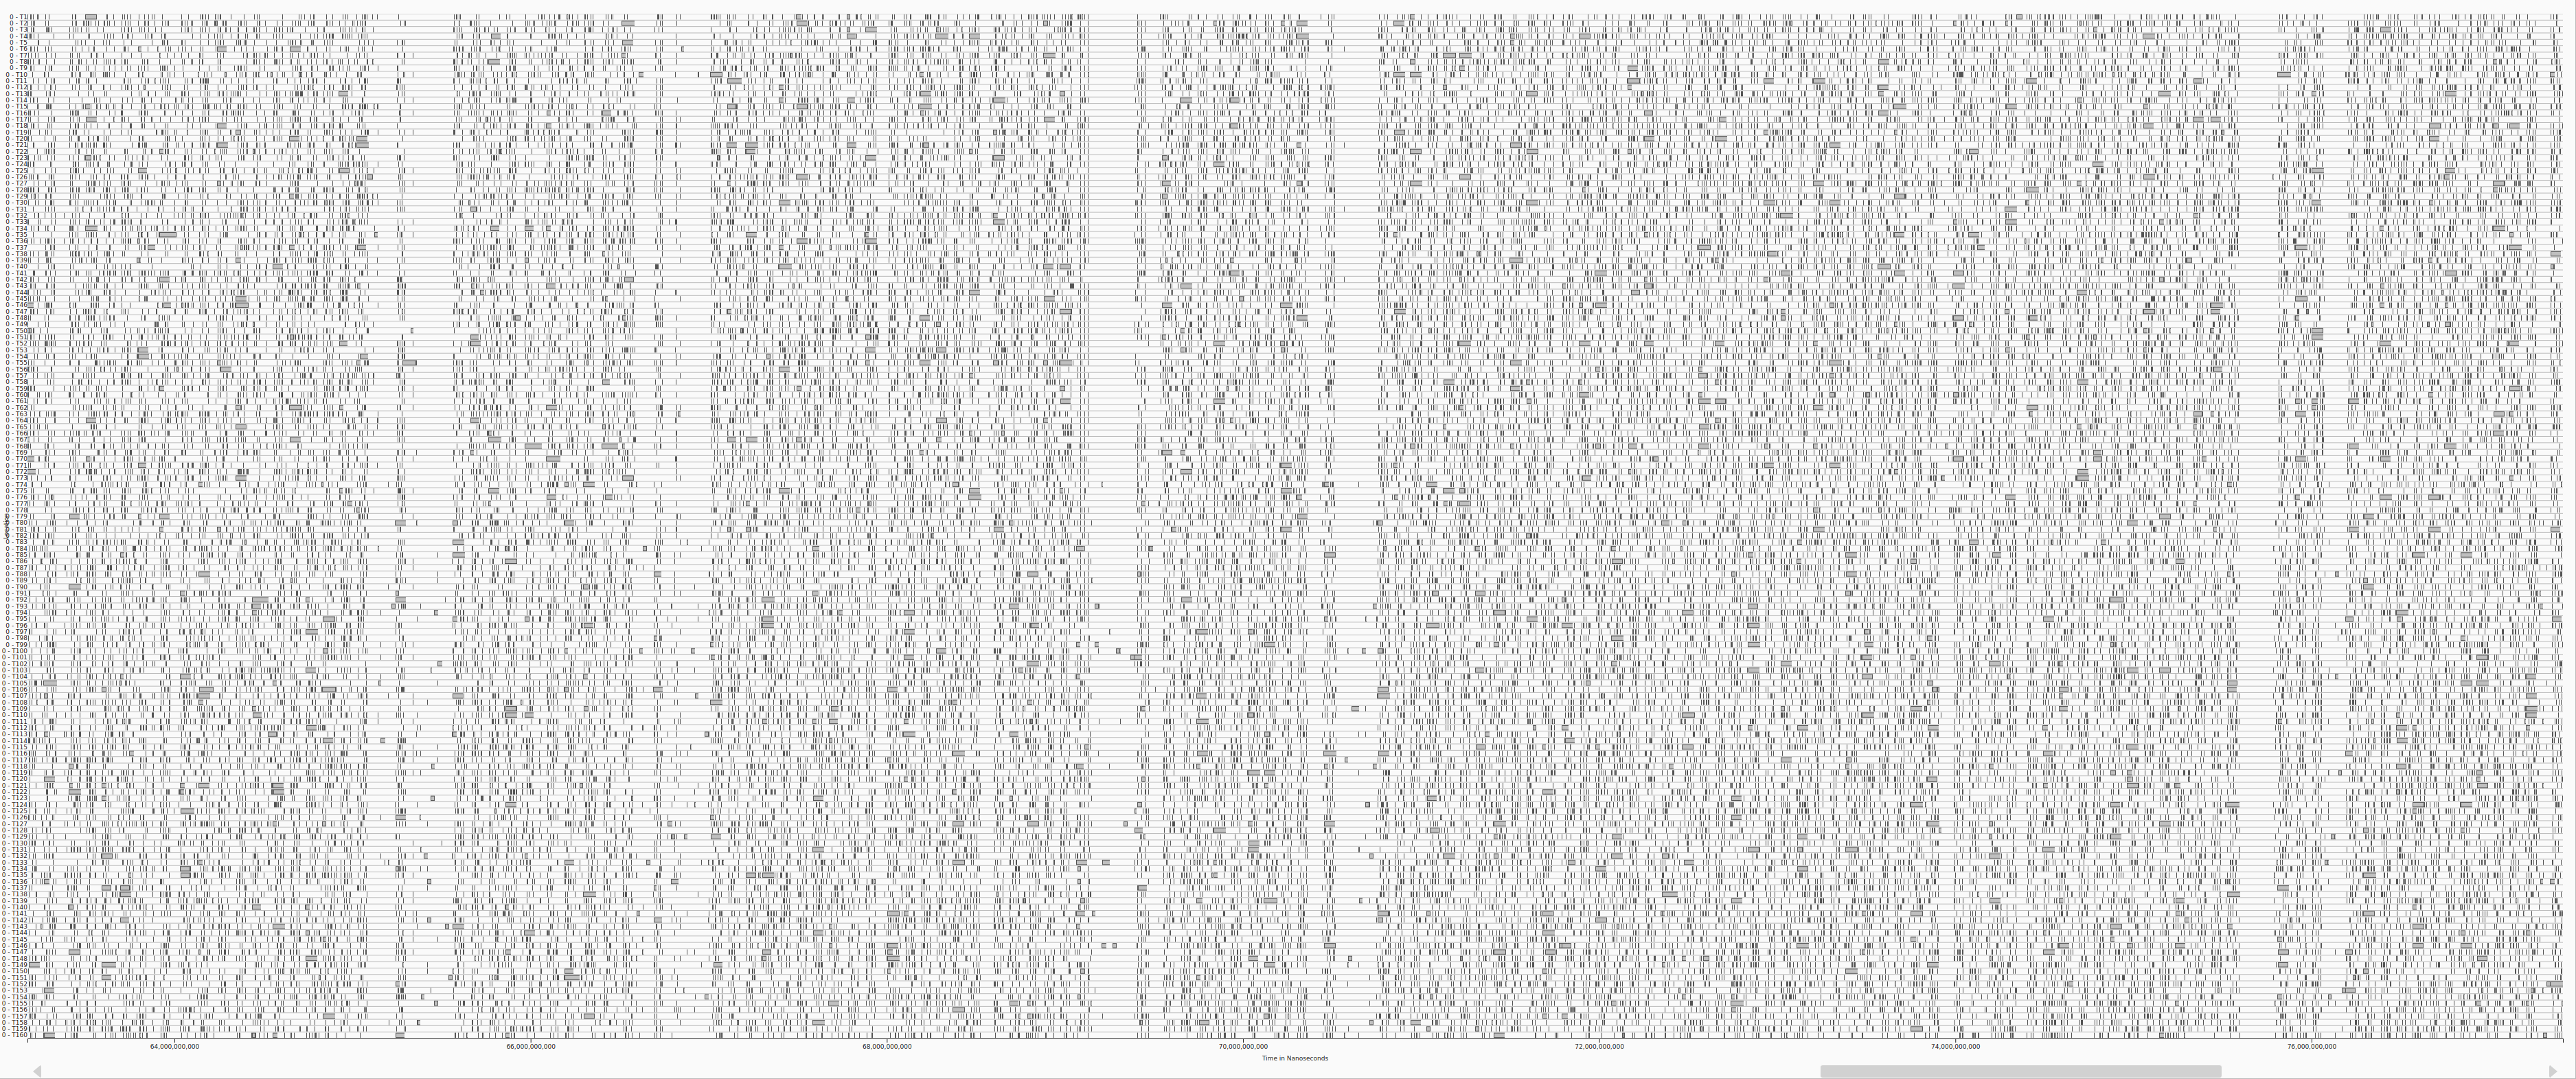 0 - T1
0 - T2
0 - T3
0 - T4
0 - T5
0 - T6
0 - T7
0 - T8
0 - T9
0 - T10
0 - T11
0 - T12
0 - T13
0 - T14
0 - T15
0 - T16
0 - T17
0 - T18
0 - T19
0 - T20
0 - T21
0 - T22
0 - T23
0 - T24
0 - T25
0 - T26
0 - T27
0 - T28
0 - T29
0 - T30
0 - T31
0 - T32
0 - T33
0 - T34
0 - T35
0 - T36
0 - T37
0 - T38
0 - T39
0 - T40
0 - T41
0 - T42
0 - T43
0 - T44
0 - T45
0 - T46
0 - T47
0 - T48
0 - T49
0 - T50
0 - T51
0 - T52
0 - T53
0 - T54
0 - T55
0 - T56
0 - T57
0 - T58
0 - T59
0 - T60
0 - T61
0 - T62
0 - T63
0 - T64
0 - T65
0 - T66
0 - T67
0 - T68
0 - T69
0 - T70
0 - T71
0 - T72
0 - T73
0 - T74
0 - T75
0 - T76
0 - T77
0 - T78
0 - T79
0 - T80
0 - T81
0 - T82
0 - T83
0 - T84
0 - T85
0 - T86
0 - T87
0 - T88
0 - T89
0 - T90
0 - T91
0 - T92
0 - T93
0 - T94
0 - T95
0 - T96
0 - T97
0 - T98
0 - T99
0 - T100
0 - T101
0 - T102
0 - T103
0 - T104
0 - T105
0 - T106
0 - T107
0 - T108
0 - T109
0 - T110
0 - T111
0 - T112
0 - T113
0 - T114
0 - T115
0 - T116
0 - T117
0 - T118
0 - T119
0 - T120
0 - T121
0 - T122
0 - T123
0 - T124
0 - T125
0 - T126
0 - T127
0 - T128
0 - T129
0 - T130
0 - T131
0 - T132
0 - T133
0 - T134
0 - T135
0 - T136
0 - T137
0 - T138
0 - T139
0 - T140
0 - T141
0 - T142
0 - T143
0 - T144
0 - T145
0 - T146
0 - T147
0 - T148
0 - T149
0 - T150
0 - T151
0 - T152
0 - T153
0 - T154
0 - T155
0 - T156
0 - T157
0 - T158
0 - T159
0 - T160
64,000,000,000 66,000,000,000 68,000,000,000 70,000,000,000 72,000,000,000 74,000,000,000 76,000,000,000
Time in Nanoseconds